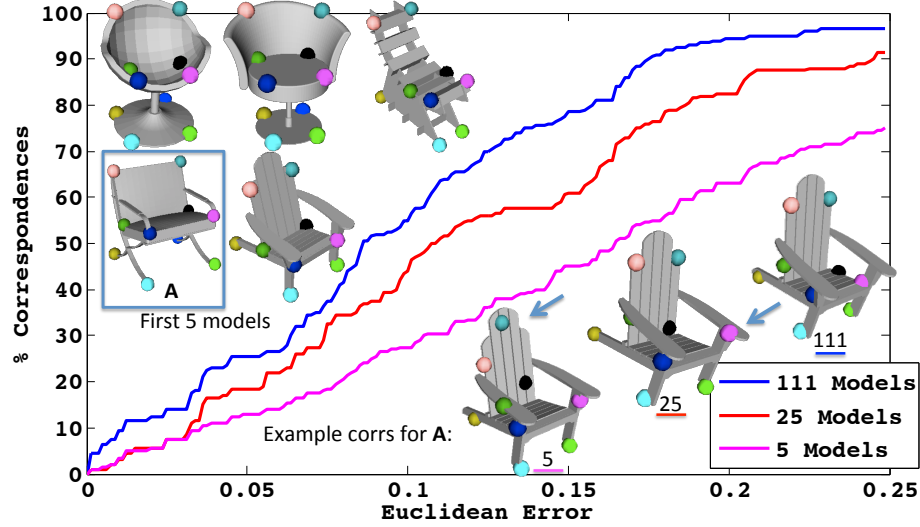 % Correspondences
100
90
80
70
60
50
40
30
20
10
0
A
First 5 models
Example corrs for A:
5
25
111
111 Models
25 Models
5 Models
0
0.05
0.1
0.15
0.2
0.25
Euclidean Error